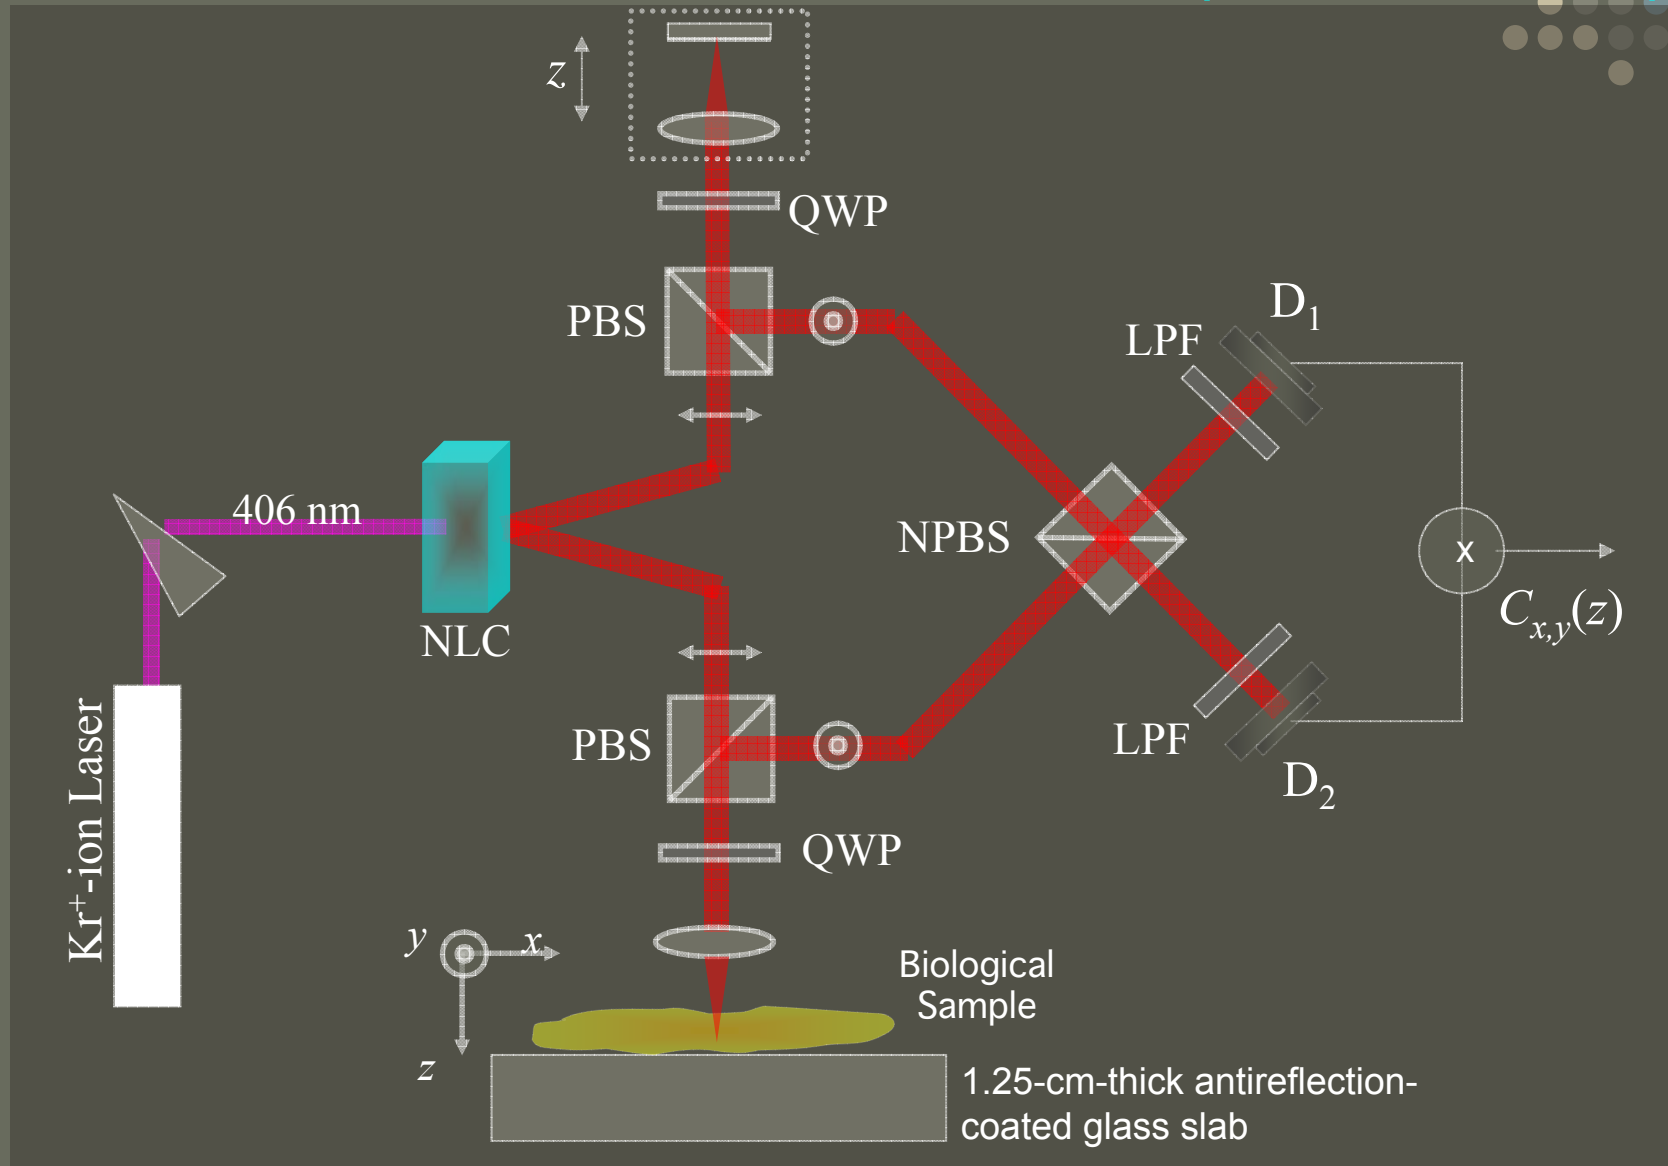 z
QWP
PBS
D1
LPF
406 nm
NPBS
x
Cx,y(z)
NLC
Kr+-ion Laser
PBS
LPF
D2
QWP
y
x
Biological
Sample
z
1.25-cm-thick antireflection-
coated glass slab